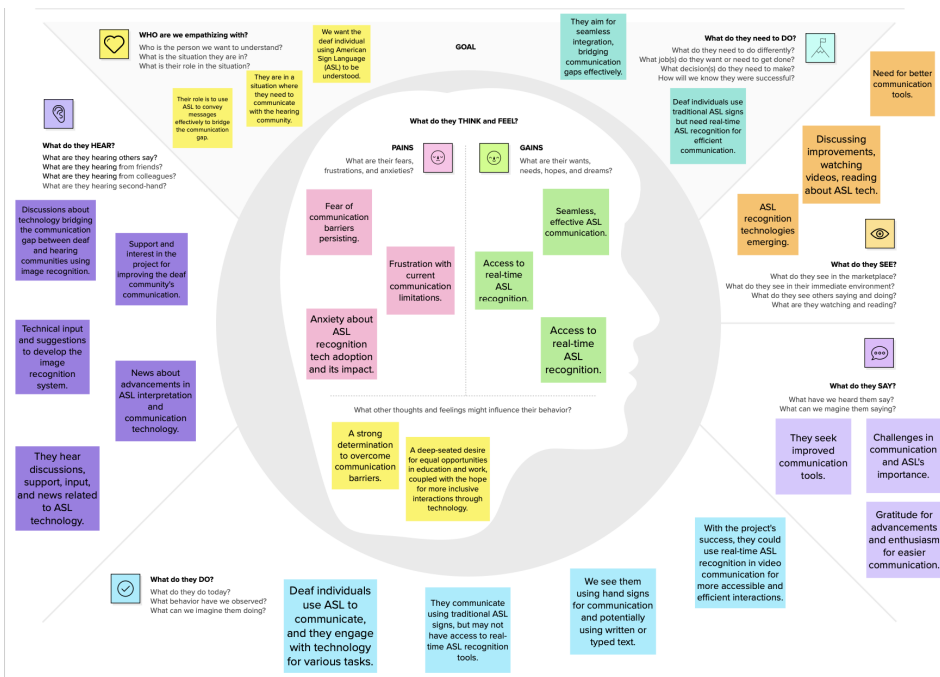 WHO are we empathizing with?
Who is the person we want to understand?
What is the situation they are in?
What is their role in the situation?
We want the
deaf individual
using American
Sign Language
(ASL) to be
understood.
They are in a
situation where
they need to
communicate
with the hearing
community.
Their role is to use
ASL to convey
messages
effectively to bridge
the communication
gap.
GOAL
They aim for
seamless
integration,
bridging
communication
gaps effectively.
What do they need to DO?
What do they need to do differently?
What job(s) do they want or need to get done?
What decision(s) do they need to make?
How will we know they were successful?
Deaf individuals use
traditional ASL signs
but need real-time
ASL recognition for
efficient
communication.
Need for better
communication
tools.
Discussing
improvements,
watching
videos, reading
about ASL tech.
ASL
recognition
technologies
emerging.
What do they SEE?
What do they see in the marketplace?
What do they see in their immediate environment?
What do they see others saying and doing?
What are they watching and reading?
What do they HEAR?
What are they hearing others say?
What are they hearing from friends?
What are they hearing from colleagues?
What are they hearing second-hand?
Discussions about
technology bridging
the communication
gap between deaf
and hearing
communities using
image recognition.
Support and
interest in the
project for
improving the deaf
community's
communication.
Technical input
and suggestions
to develop the
image
recognition
system.
News about
advancements in
ASL interpretation
and
communication
technology.
They hear
discussions,
support, input,
and news related
to ASL
technology.
What do they THINK and FEEL?
PAINS
What are their fears,
frustrations, and anxieties?
GAINS
What are their wants,
needs, hopes, and dreams?
Fear of
communication
barriers
persisting.
Frustration with
current
communication
limitations.
Anxiety about
ASL
recognition
tech adoption
and its impact.
Seamless,
effective ASL
communication.
Access to
real-time
ASL
recognition.
Access to
real-time
ASL
recognition.
What other thoughts and feelings might influence their behavior?
A strong
determination
to overcome
communication
barriers.
A deep-seated desire
for equal opportunities
in education and work,
coupled with the hope
for more inclusive
interactions through
technology.
What do they SAY?
What have we heard them say?
What can we magine them saying?
They seek
improved
communication
tools.
Challenges in
communication
and ASL's
importance.
Gratitude for
advancements
and enthusiasm
for easier
communication.
What do they DO?
What do they do today?
What behavior have we observed?
What can we imagine them doing?
Deaf individuals
use ASL to
communicate,
and they engage
with technology
for various tasks.
They communicate
using traditional ASL
signs, but may not
have access to real-
time ASL recognition
tools.
We see them
using hand signs
for communication
and potentially
using written or
typed text.
With the project's
success, they could
use real-time ASL
recognition in video
communication for
more accessible and
efficient interactions.